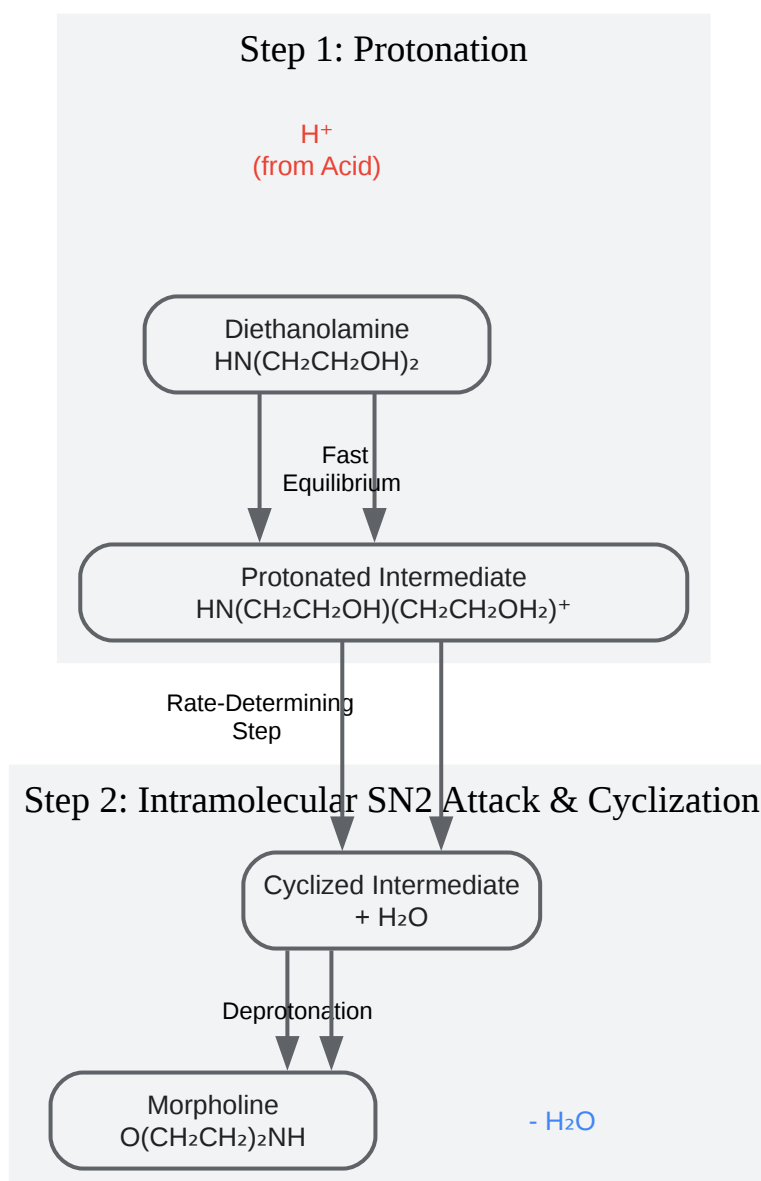 Step 1: Protonation
H⁺
(from Acid)
Diethanolamine
HN(CH₂CH₂OH)₂
Fast
Equilibrium
Protonated Intermediate
HN(CH₂CH₂OH)(CH₂CH₂OH₂)⁺
Rate-Determining
Step
Step 2: Intramolecular SN2 Attack & Cyclization
Cyclized Intermediate
+ H₂O
Deprotonation
Morpholine
O(CH₂CH₂)₂NH
- H₂O